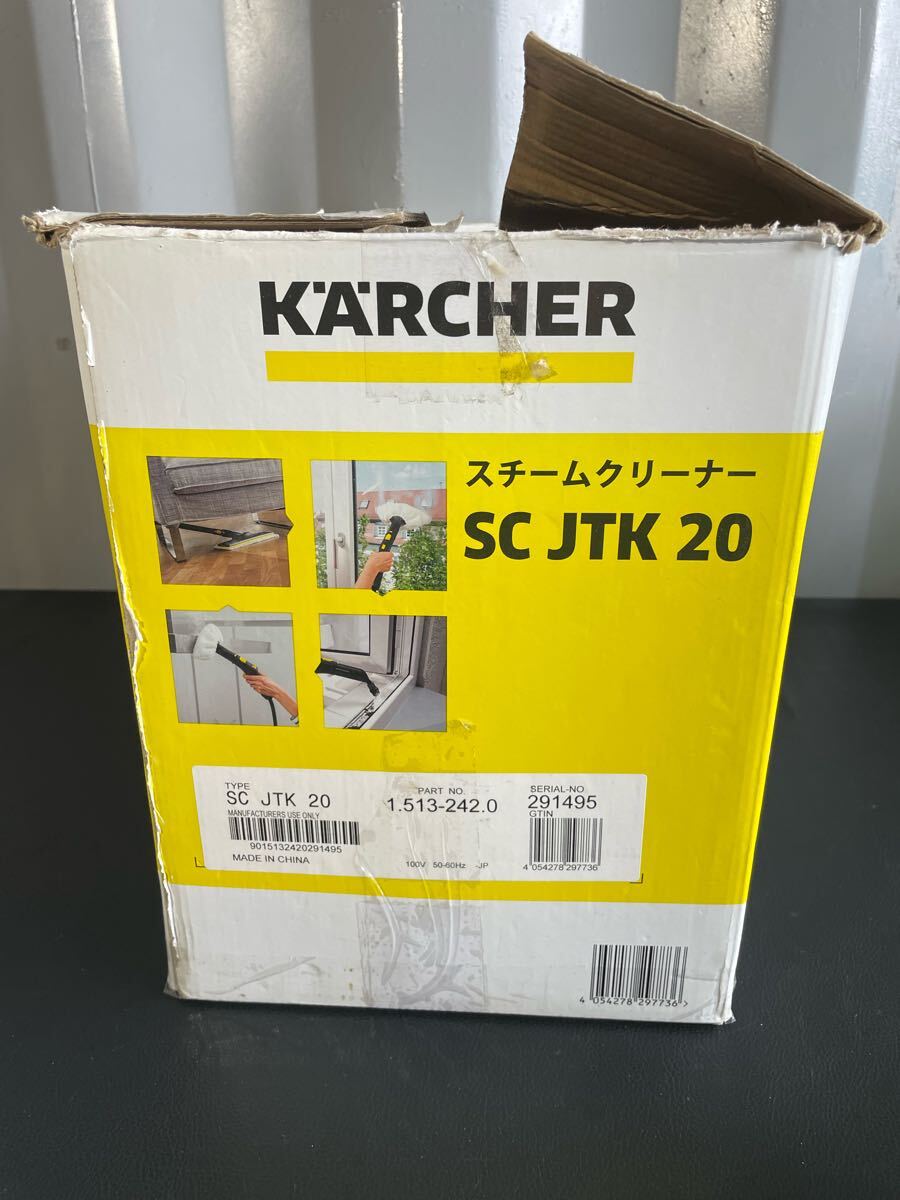 KÄRCHER
スチームクリーナー
SC JTK 20
TYPE
SC JTK 20
MANUFACTURERS USE ONLY
9015132420291495
MADE IN CHINA
PART NO.
1.513-242.0
100V 50-60Hz -JP
SERIAL-NO
291495
GTIN
4 054278 297736
4 054278 297736 >